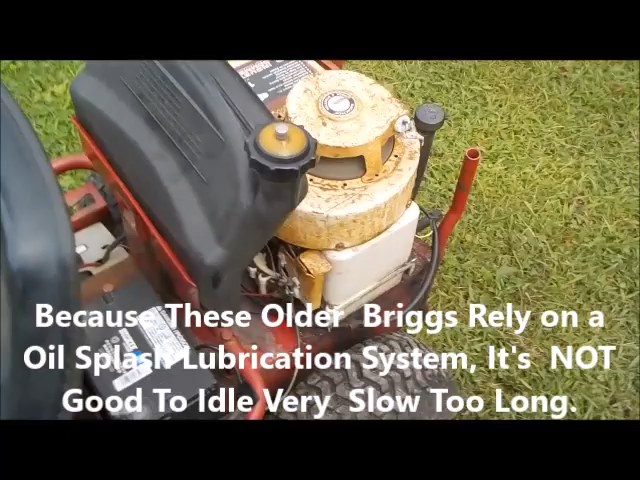 Because These Older Briggs Rely on a
Oil Splash Lubrication System, It's NOT
Good To Idle Very Slow Too Long.